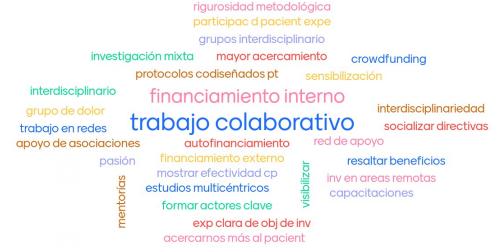 rigurosidad metodológica
participac d pacient expe
grupos interdisciplinario
investigación mixta
mayor acercamiento
crowdfunding
protocolos codiseñados pt
sensibilización
interdisciplinario
financiamiento interno
grupo de dolor
interdisciplinariedad
trabajo en redes
trabajo colaborativo
socializar directivas
apoyo de asociaciones
autofinanciamiento
red de apoyo
pasión
financiamiento externo
resaltar beneficios
mostrar efectividad cp
inv en areas remotas
mentorías
estudios multicéntricos
visibilizar
capacitaciones
formar actores clave
exp clara de obj de inv
acercarnos más al pacient